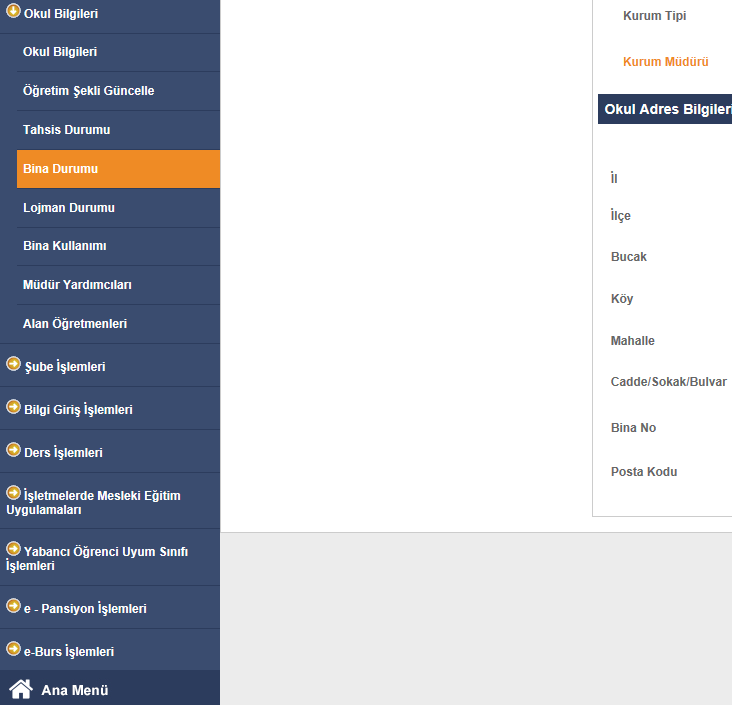 Okul Bilgileri
Okul Bilgileri
Öğretim Şekli Güncelle
Tahsis Durumu
Bina Durumu
Lojman Durumu
Bina Kullanımı
Müdür Yardımcıları
Alan Öğretmenleri
Şube İşlemleri
Bilgi Giriş İşlemleri
Ders İşlemleri
İşletmelerde Mesleki Eğitim
Uygulamaları
Yabancı Öğrenci Uyum Sınıfı
İşlemleri
e - Pansiyon İşlemleri
e-Burs İşlemleri
Ana Menü
Kurum Tipi
Kurum Müdürü
Okul Adres Bilgileri
İl
İlçe
Bucak
Köy
Mahalle
Cadde/Sokak/Bulvar
Bina No
Posta Kodu